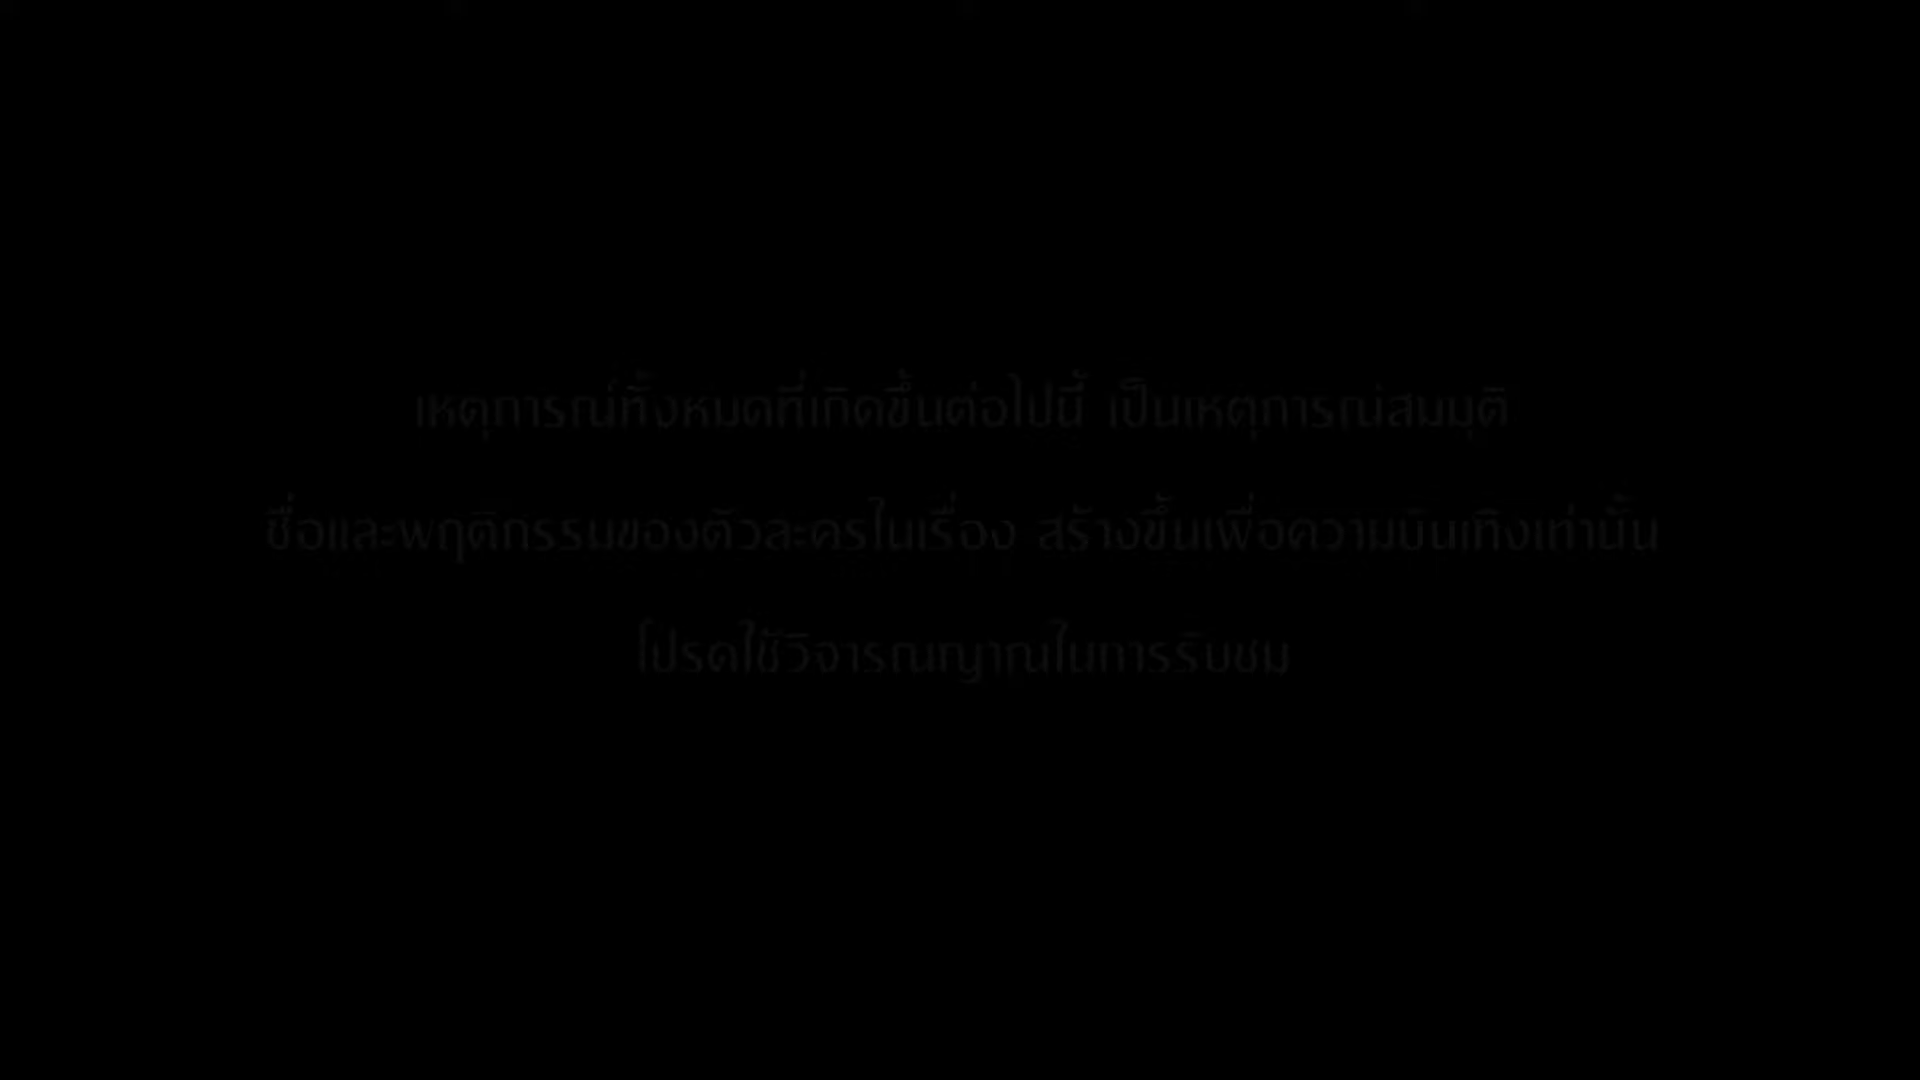 เหตุการณ์ทั้งหมดที่เกิดขึ้นต่อไปนี้ เป็นเหตุการณ์สมมุติ
ชื่อและพฤติกรรมของตัวละครในเรื่อง สร้างขึ้นเพื่อความบันเทิงเท่านั้น
โปรดใช้วิจารณญาณในการรับชม